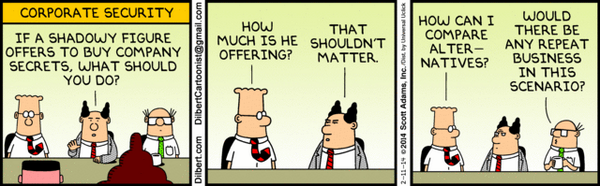 CORPORATE SECURITY
IF A SHADOWY FIGURE
OFFERS TO BUY COMPANY
SECRETS, WHAT SHOULD
YOU DO?
Dilbert.com DilbertCartoonist@gmail.com
HOW
MUCH IS HE
OFFERING?
THAT
SHOULDN'T
MATTER.
2-11-14 ©2014 Scott Adams, Inc. /Dist. by Universal Uclick
HOW CAN I
COMPARE
ALTER-
NATIVES?
WOULD
THERE BE
ANY REPEAT
BUSINESS
IN THIS
SCENARIO?